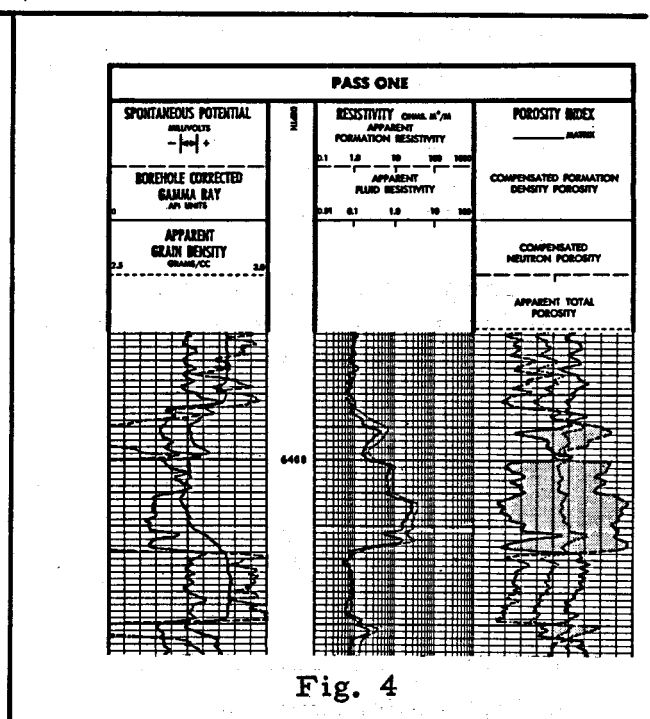 PASS ONE
SPONTANEOUS POTENTIAL
MILLIVOLTS
BOREHOLE CORRECTED
GAMMA RAY
API UNITS
0
APPARENT
GRAIN DENSITY
GRAMS/CC
2.5 3.0
DEPTH
RESISTIVITY OHMS. M²/M
APPARENT
FORMATION RESISTIVITY
0.1 1.0 10 100 1000
APPARENT
FLUID RESISTIVITY
0.01 0.1 1.0 10 100
POROSITY INDEX
MATRIX
COMPENSATED FORMATION
DENSITY POROSITY
COMPENSATED
NEUTRON POROSITY
APPARENT TOTAL
POROSITY
Fig. 4